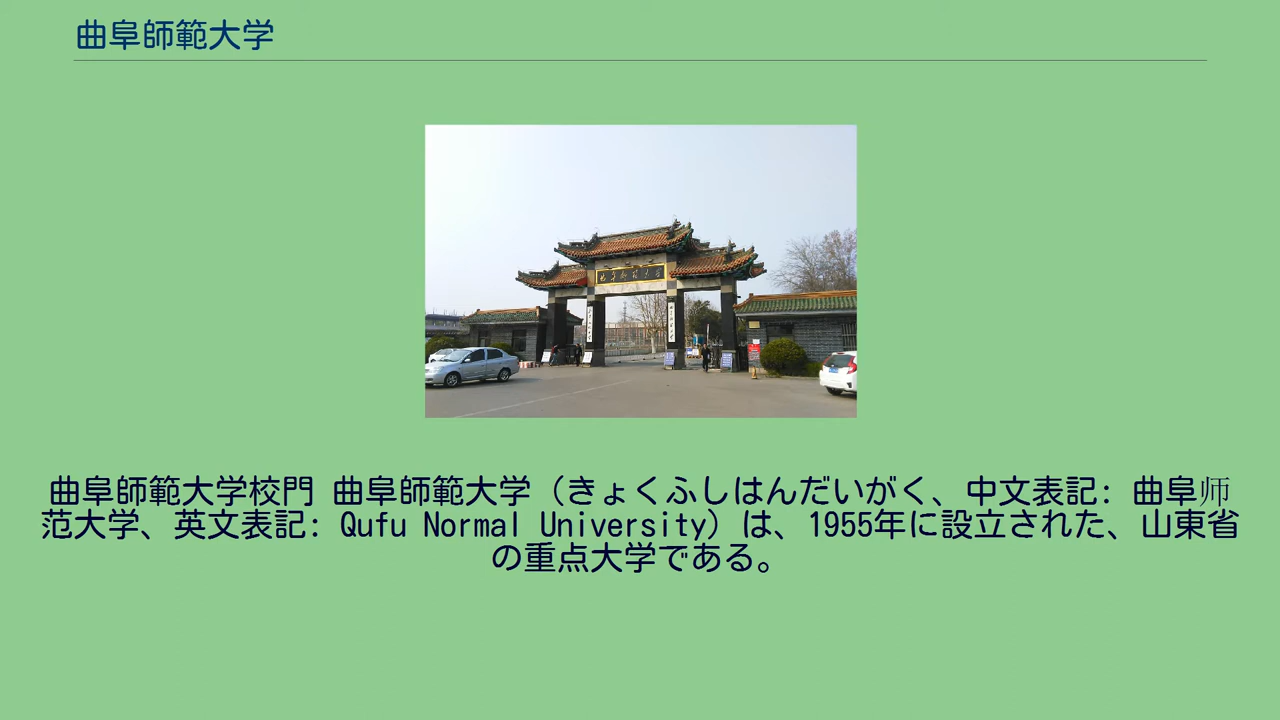 曲阜師範大学
曲阜師範大学校門 曲阜師範大学（きょくふしはんだいがく、中文表記: 曲阜师
范大学、英文表記: Qufu Normal University）は、1955年に設立された、山東省
の重点大学である。